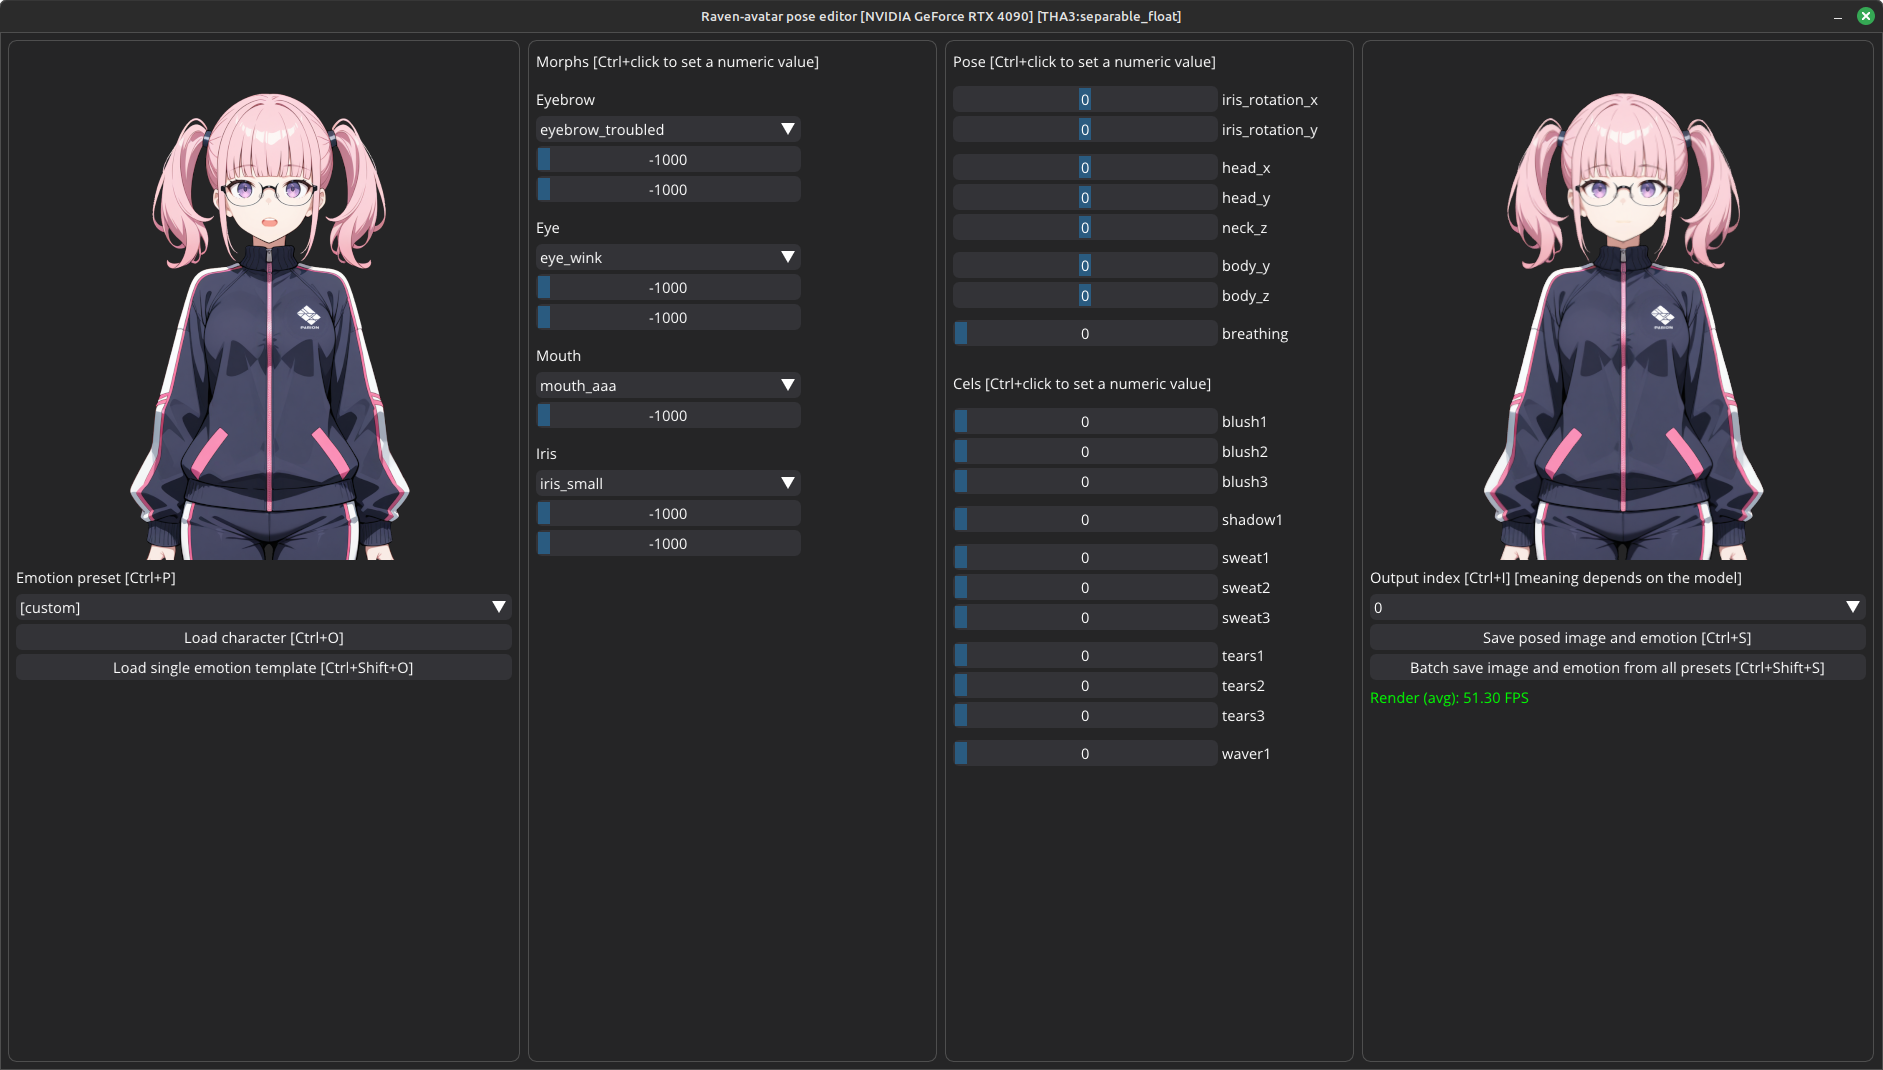 Raven-avatar pose editor [NVIDIA GeForce RTX 4090] [THA3:separable_float]
PARION
Emotion preset [Ctrl+P]
[custom]
Load character [Ctrl+O]
Load single emotion template [Ctrl+Shift+O]
Morphs [Ctrl+click to set a numeric value]
Eyebrow
eyebrow_troubled
-1000
-1000
Eye
eye_wink
-1000
-1000
Mouth
mouth_aaa
-1000
Iris
iris_small
-1000
-1000
Pose [Ctrl+click to set a numeric value]
0 iris_rotation_x
0 iris_rotation_y
0 head_x
0 head_y
0 neck_z
0 body_y
0 body_z
0 breathing
Cels [Ctrl+click to set a numeric value]
0 blush1
0 blush2
0 blush3
0 shadow1
0 sweat1
0 sweat2
0 sweat3
0 tears1
0 tears2
0 tears3
0 waver1
PARION
Output index [Ctrl+I] [meaning depends on the model]
0
Save posed image and emotion [Ctrl+S]
Batch save image and emotion from all presets [Ctrl+Shift+S]
Render (avg): 51.30 FPS